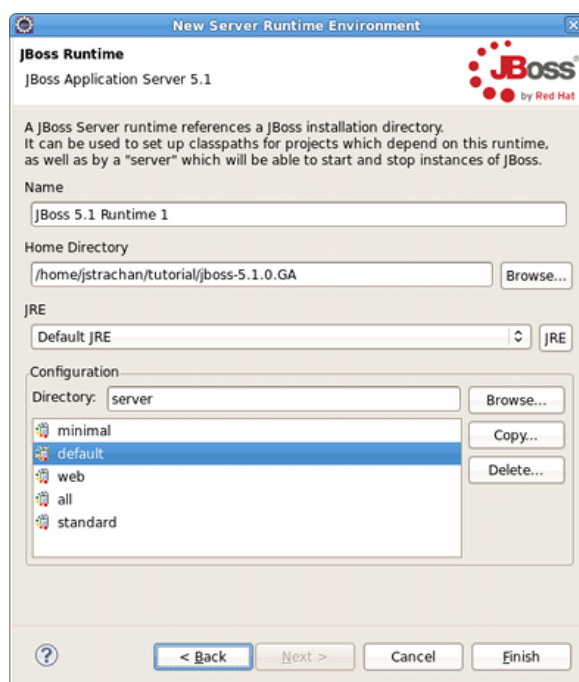 New Server Runtime Environment
JBoss Runtime
JBoss Application Server 5.1
JBoss®
by Red Hat
A JBoss Server runtime references a JBoss installation directory.
It can be used to set up classpaths for projects which depend on this runtime,
as well as by a "server" which will be able to start and stop instances of JBoss.
Name
JBoss 5.1 Runtime 1
Home Directory
/home/jstrachan/tutorial/jboss-5.1.0.GA
Browse...
JRE
Default JRE
JRE
Configuration
Directory: server
Browse...
minimal
Copy...
default
Delete...
web
all
standard
?
< Back
Next >
Cancel
Finish